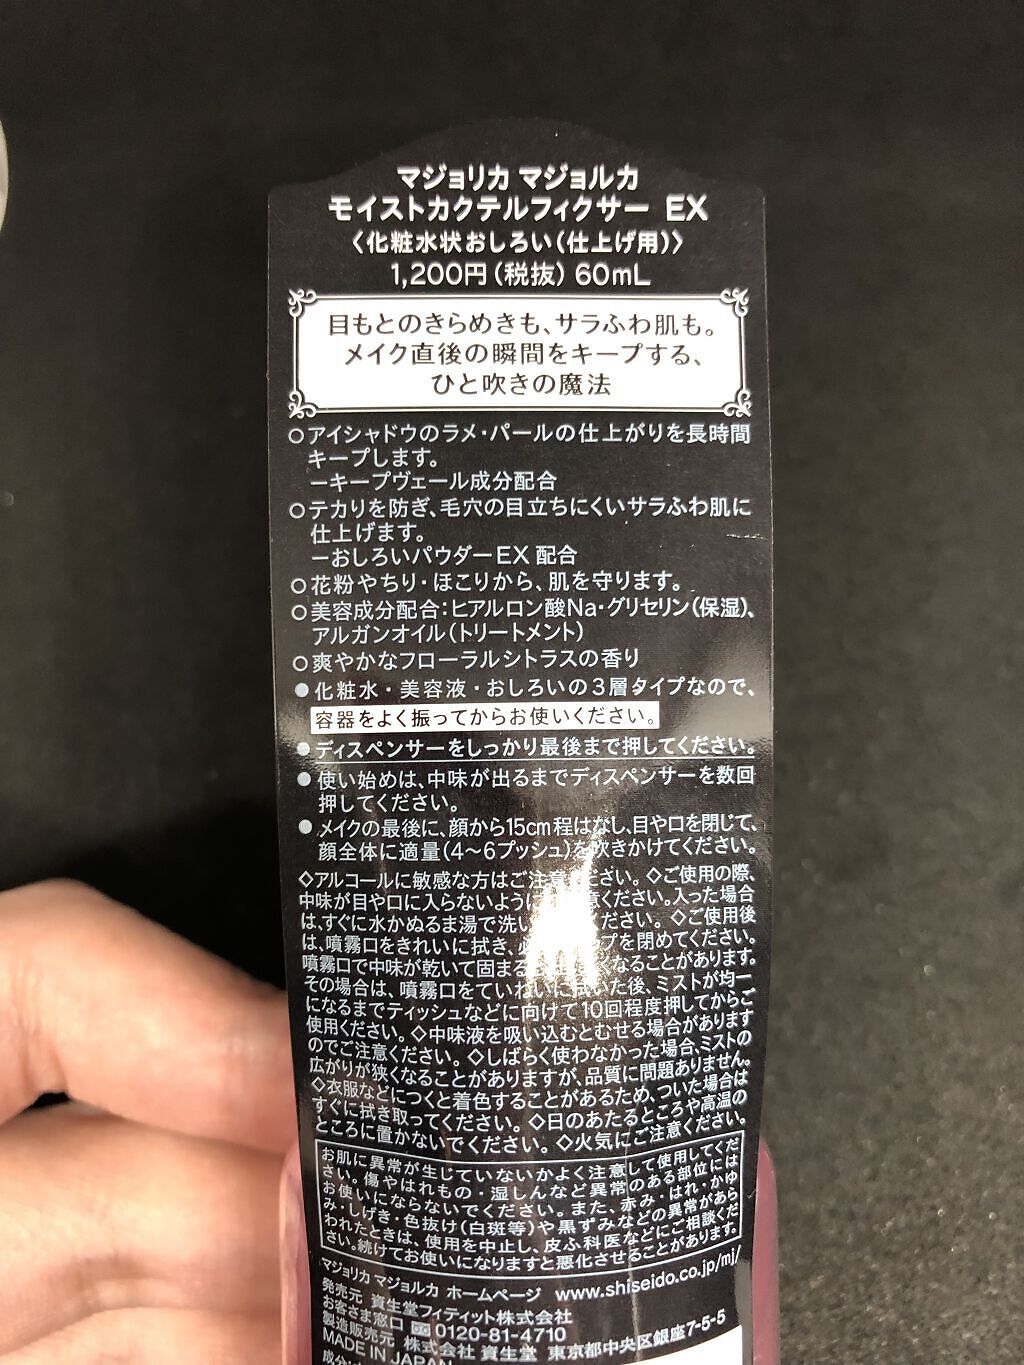 マジョリカ マジョルカ
モイストカクテルフィクサー EX
〈化粧水状おしろい（仕上げ用）〉
1,200円（税抜）60mL
目もとのきらめきも、サラふわ肌も。
メイク直後の瞬間をキープする、
ひと吹きの魔法
○アイシャドウのラメ・パールの仕上がりを長時間
キープします。
ーキープヴェール成分配合
○テカリを防ぎ、毛穴の目立ちにくいサラふわ肌に
仕上げます。
ーおしろいパウダーEX 配合
○花粉やちり・ほこりから、肌を守ります。
○美容成分配合：ヒアルロン酸Na・グリセリン（保湿）、
アルガンオイル（トリートメント）
○爽やかなフローラルシトラスの香り
●化粧水・美容液・おしろいの3層タイプなので、
容器をよく振ってからお使いください。
●ディスペンサーをしっかり最後まで押してください。
●使い始めは、中味が出るまでディスペンサーを数回
押してください。
●メイクの最後に、顔から15cm程はなし、目や口を閉じて、
顔全体に適量（4〜6プッシュ）を吹きかけてください。
◇アルコールに敏感な方はご注意ください。◇ご使用の際、
中味が目や口に入らないように ください。入った場合
は、すぐに水かぬるま湯で洗い ください。◇ご使用後
は、噴霧口をきれいに拭き、 を閉めてください。
噴霧口で中味が乾いて固まる なることがあります。
その場合は、噴霧口をていねいに拭いた後、ミストが均一
になるまでティッシュなどに向けて10回程度押してからご
使用ください。◇中味液を吸い込むとむせる場合があります
のでご注意ください。◇しばらく使わなかった場合、ミストの
広がりが狭くなることがありますが、品質に問題ありません。
◇衣服などにつくと着色することがあるため、ついた場合は
すぐに拭き取ってください。◇日のあたるところや高温の
ところに置かないでください。◇火気にご注意ください。
お肌に異常が生じていないかよく注意して使用してくだ
さい。傷やはれもの・湿しんなど異常のある部位には
お使いにならないでください。また、赤み・はれ・かゆ
み・しげき・色抜け（白斑等）や黒ずみなどの異常があら
われたときは、使用を中止し、皮ふ科医などにご相談くだ
さい。続けてお使いになりますと悪化させることがあります。
マジョリカ マジョルカ ホームページ www.shiseido.co.jp/mj/
発売元 資生堂フィティット株式会社
お客さま窓口 0120-81-4710
製造販売元 株式会社 資生堂 東京都中央区銀座7-5-5
MADE IN JAPAN